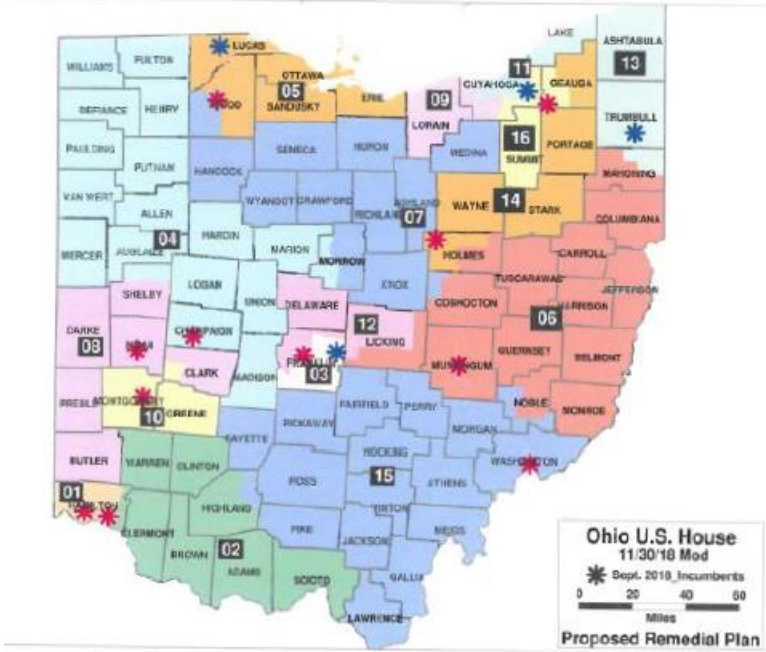 LAKE
ASHTABULA
LUCAS
11
13
WILLIAMS
FULTON
OTTAWA
CUYAHOGA
GEAUGA
05
09
DEFIANCE
HENRY
SANDUSKY
ERIE
LORAIN
TRUMBULL
16
PAULDING
SENECA
HURON
MEDINA
SUMMIT
PORTAGE
PUTNAM
HANCOCK
MAHONING
VAN WERT
WYANDOT
CRAWFORD
RICHLAND
ASHLAND
WAYNE
14
STARK
COLUMBIANA
ALLEN
07
04
HARDIN
MERCER
AUGLAIZE
MARION
MORROW
HOLMES
CARROLL
KNOX
TUSCARAWAS
LOGAN
JEFFERSON
SHELBY
UNION
DELAWARE
COSHOCTON
HARRISON
06
DARKE
CHAMPAIGN
12
LICKING
08
GUERNSEY
BELMONT
FRANKLIN
MUSKINGUM
CLARK
03
MADISON
PREBLE
MONTGOMERY
10
GREENE
FAIRFIELD
PERRY
NOBLE
MONROE
PICKAWAY
MORGAN
FAYETTE
BUTLER
WARREN
CLINTON
HOCKING
WASHINGTON
15
ROSS
ATHENS
01
HAMILTON
HIGHLAND
VINTON
CLERMONT
PIKE
MEIGS
BROWN
02
JACKSON
ADAMS
SCIOTO
GALLIA
LAWRENCE
Ohio U.S. House
11/30/18 Mod
Sept. 2018_Incumbents
0 20 40 60
Miles
Proposed Remedial Plan